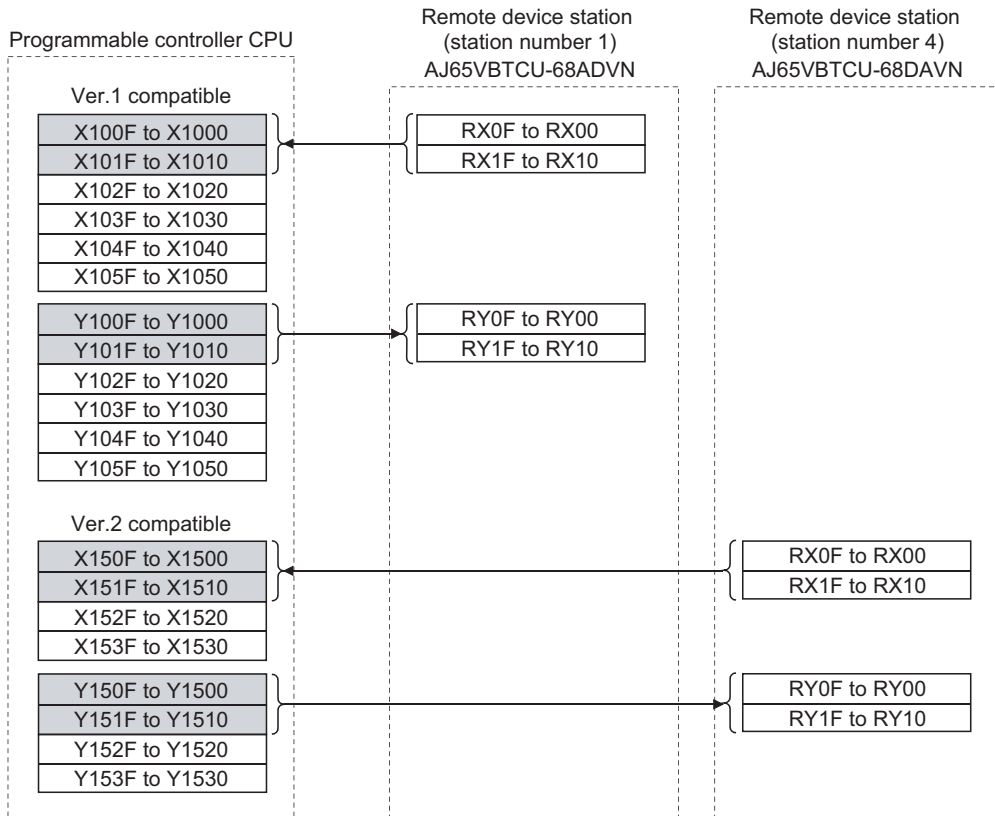 Programmable controller CPU
Remote device station
(station number 1)
AJ65VBTCU-68ADVN
Remote device station
(station number 4)
AJ65VBTCU-68DAVN
Ver.1 compatible
X100F to X1000
X101F to X1010
X102F to X1020
X103F to X1030
X104F to X1040
X105F to X1050
RX0F to RX00
RX1F to RX10
Y100F to Y1000
Y101F to Y1010
Y102F to Y1020
Y103F to Y1030
Y104F to Y1040
Y105F to Y1050
RY0F to RY00
RY1F to RY10
Ver.2 compatible
X150F to X1500
X151F to X1510
X152F to X1520
X153F to X1530
RX0F to RX00
RX1F to RX10
Y150F to Y1500
Y151F to Y1510
Y152F to Y1520
Y153F to Y1530
RY0F to RY00
RY1F to RY10